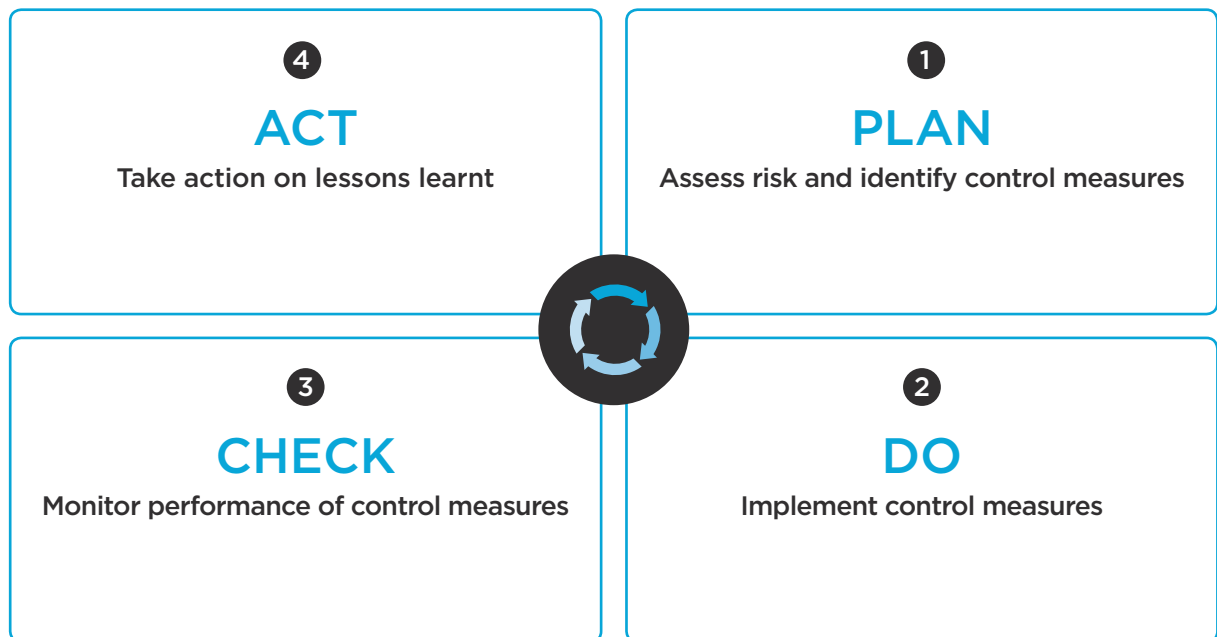 4
ACT
Take action on lessons learnt
1
PLAN
Assess risk and identify control measures
3
CHECK
Monitor performance of control measures
2
DO
Implement control measures